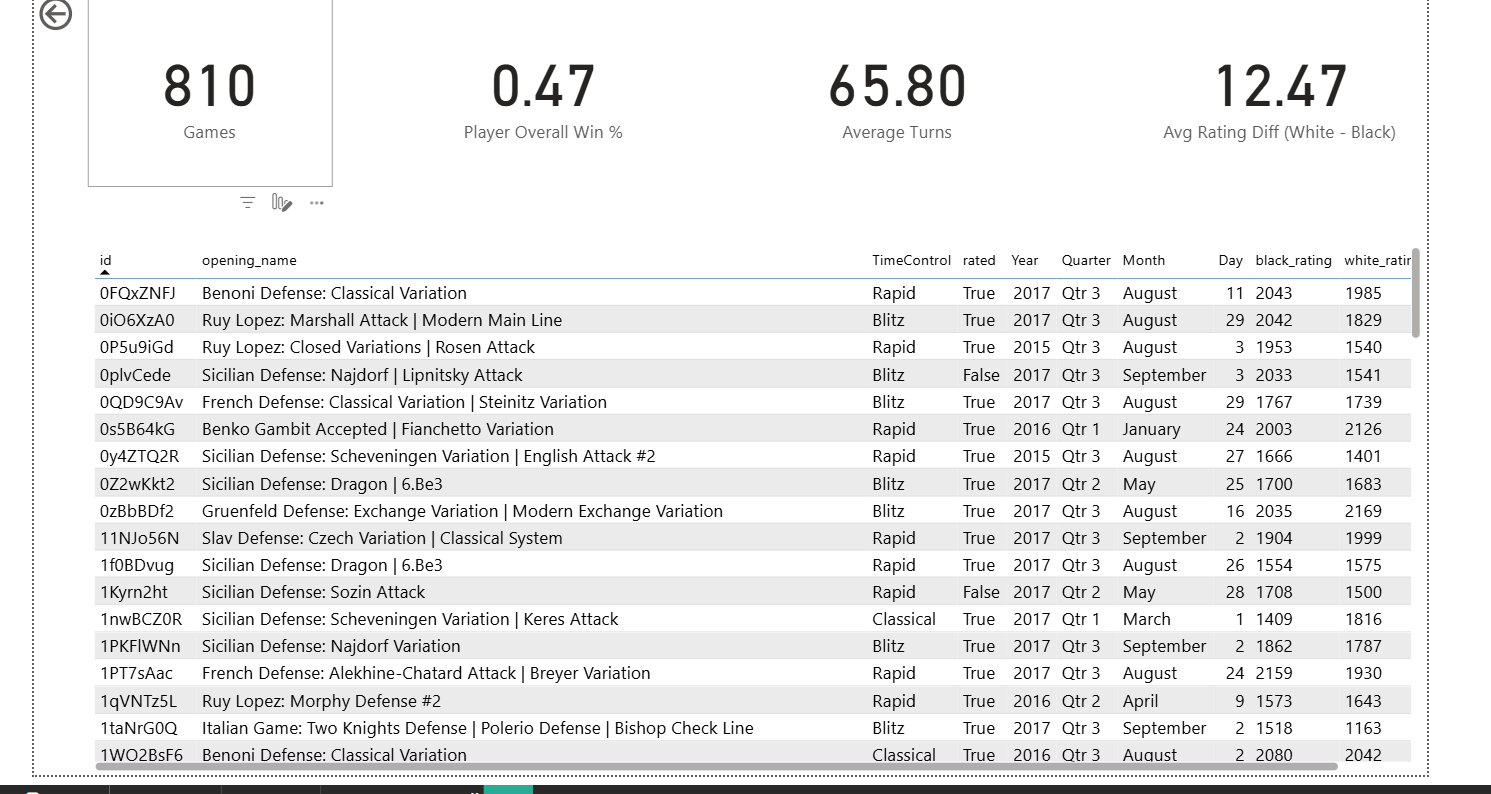 810 0.47 65.80 12.47
Games Player Overall Win % Average Turns Avg Rating Diff (White - Black)
id opening_name TimeControl rated Year Quarter Month Day black_rating white_ratin
0FQxZNFJ Benoni Defense: Classical Variation Rapid True 2017 Qtr 3 August 11 2043 1985
0iO6XzA0 Ruy Lopez: Marshall Attack | Modern Main Line Blitz True 2017 Qtr 3 August 29 2042 1829
0P5u9iGd Ruy Lopez: Closed Variations | Rosen Attack Rapid True 2015 Qtr 3 August 3 1953 1540
0plvCede Sicilian Defense: Najdorf | Lipnitsky Attack Blitz False 2017 Qtr 3 September 3 2033 1541
0QD9C9Av French Defense: Classical Variation | Steinitz Variation Blitz True 2017 Qtr 3 August 29 1767 1739
0s5B64kG Benko Gambit Accepted | Fianchetto Variation Rapid True 2016 Qtr 1 January 24 2003 2126
0y4ZTQ2R Sicilian Defense: Scheveningen Variation | English Attack #2 Rapid True 2015 Qtr 3 August 27 1666 1401
0Z2wKkt2 Sicilian Defense: Dragon | 6.Be3 Blitz True 2017 Qtr 2 May 25 1700 1683
0zBbBDf2 Gruenfeld Defense: Exchange Variation | Modern Exchange Variation Blitz True 2017 Qtr 3 August 16 2035 2169
11NJo56N Slav Defense: Czech Variation | Classical System Rapid True 2017 Qtr 3 September 2 1904 1999
1f0BDvug Sicilian Defense: Dragon | 6.Be3 Rapid True 2017 Qtr 3 August 26 1554 1575
1Kyrn2ht Sicilian Defense: Sozin Attack Rapid False 2017 Qtr 2 May 28 1708 1500
1nwBCZ0R Sicilian Defense: Scheveningen Variation | Keres Attack Classical True 2017 Qtr 1 March 1 1409 1816
1PKFlWNn Sicilian Defense: Najdorf Variation Blitz True 2017 Qtr 3 September 2 1862 1787
1PT7sAac French Defense: Alekhine-Chatard Attack | Breyer Variation Rapid True 2017 Qtr 3 August 24 2159 1930
1qVNTz5L Ruy Lopez: Morphy Defense #2 Rapid True 2016 Qtr 2 April 9 1573 1643
1taNrG0Q Italian Game: Two Knights Defense | Polerio Defense | Bishop Check Line Blitz True 2017 Qtr 3 September 2 1518 1163
1WO2BsF6 Benoni Defense: Classical Variation Classical True 2016 Qtr 3 August 2 2080 2042